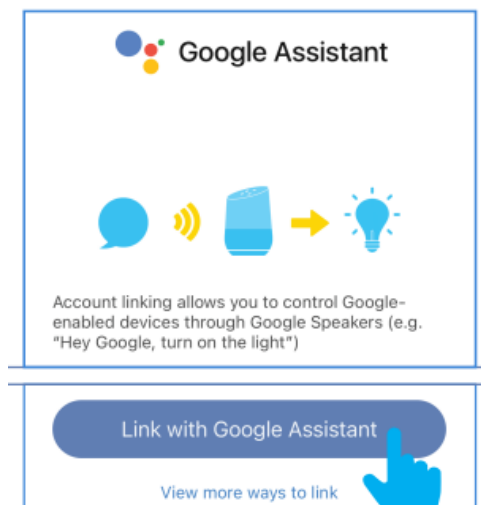 Google Assistant
Account linking allows you to control Google-
enabled devices through Google Speakers (e.g.
“Hey Google, turn on the light”)
Link with Google Assistant
View more ways to link